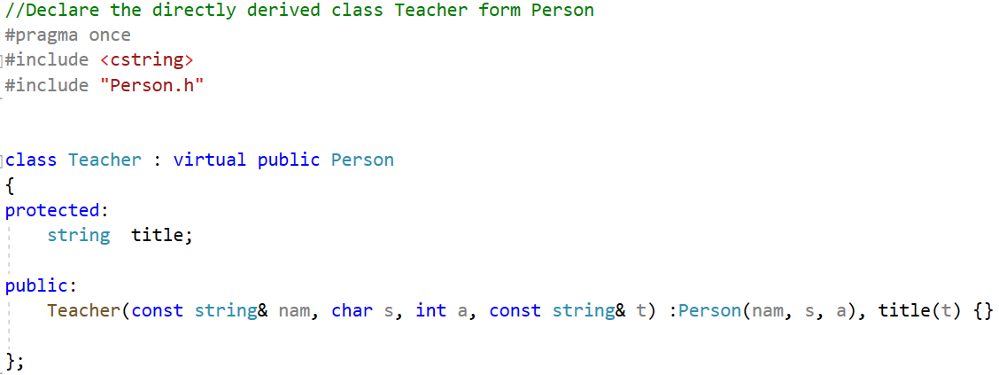 //Declare the directly derived class Teacher form Person
#pragma once
#include <cstring>
#include "Person.h"
class Teacher : virtual public Person
{
protected:
    string  title;
public:
    Teacher(const string& nam, char s, int a, const string& t) :Person(nam, s, a), title(t) {}
};